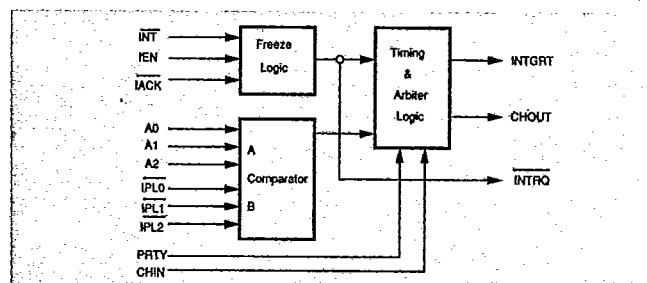 INT
IEN
IACK
Freeze
Logic
Timing
&
Arbiter
Logic
INTGRT
CHOUT
INTRQ
A0
A1
A2
IPL0
IPL1
IPL2
A
Comparator
B
PRTY
CHIN